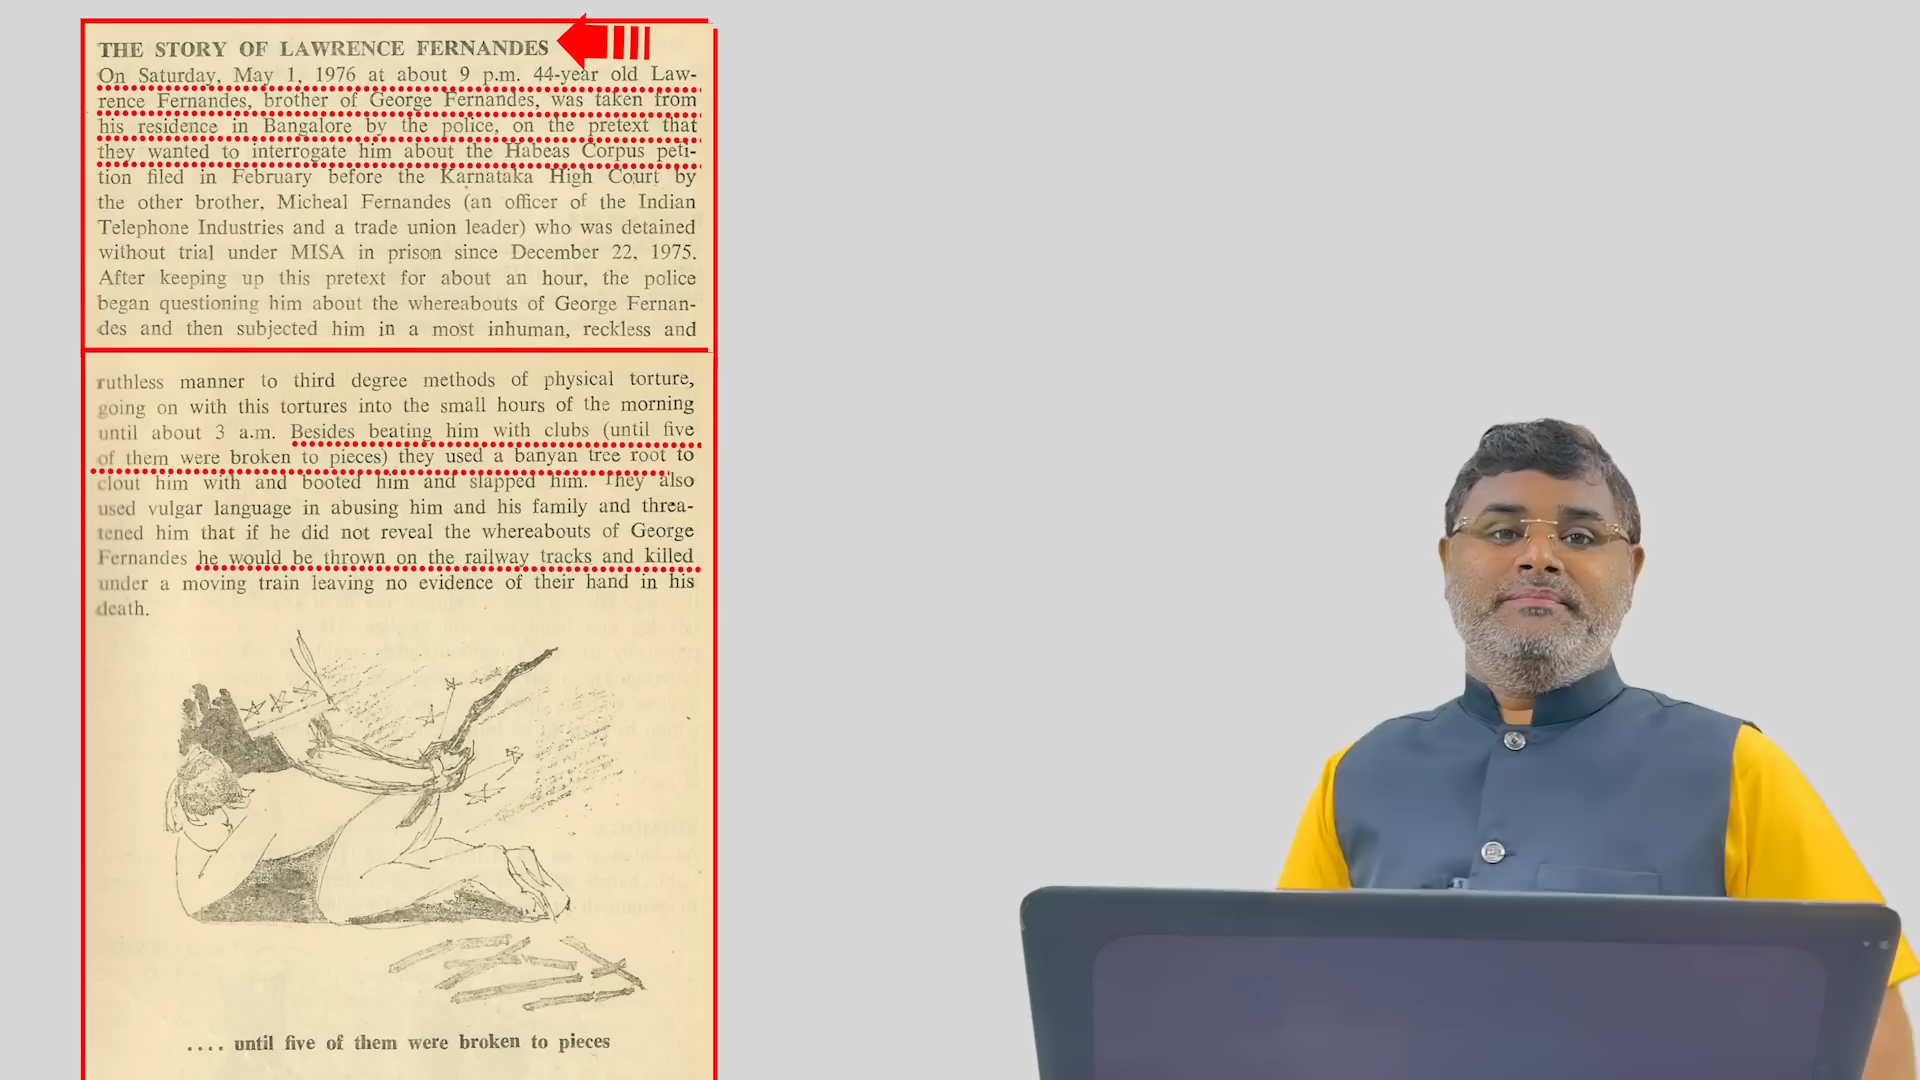 THE STORY OF LAWRENCE FERNANDES
On Saturday, May 1, 1976 at about 9 p.m. 44-year old Law-
rence Fernandes, brother of George Fernandes, was taken from
his residence in Bangalore by the police, on the pretext that
they wanted to interrogate him about the Habeas Corpus peti-
tion filed in February before the Karnataka High Court by
the other brother, Micheal Fernandes (an officer of the Indian
Telephone Industries and a trade union leader) who was detained
without trial under MISA in prison since December 22, 1975.
After keeping up this pretext for about an hour, the police
began questioning him about the whereabouts of George Fernan-
des and then subjected him in a most inhuman, reckless and
ruthless manner to third degree methods of physical torture,
going on with this tortures into the small hours of the morning
until about 3 a.m. Besides beating him with clubs (until five
of them were broken to pieces) they used a banyan tree root to
clout him with and booted him and slapped him. They also
used vulgar language in abusing him and his family and threa-
tened him that if he did not reveal the whereabouts of George
Fernandes he would be thrown on the railway tracks and killed
under a moving train leaving no evidence of their hand in his
death.
.... until five of them were broken to pieces